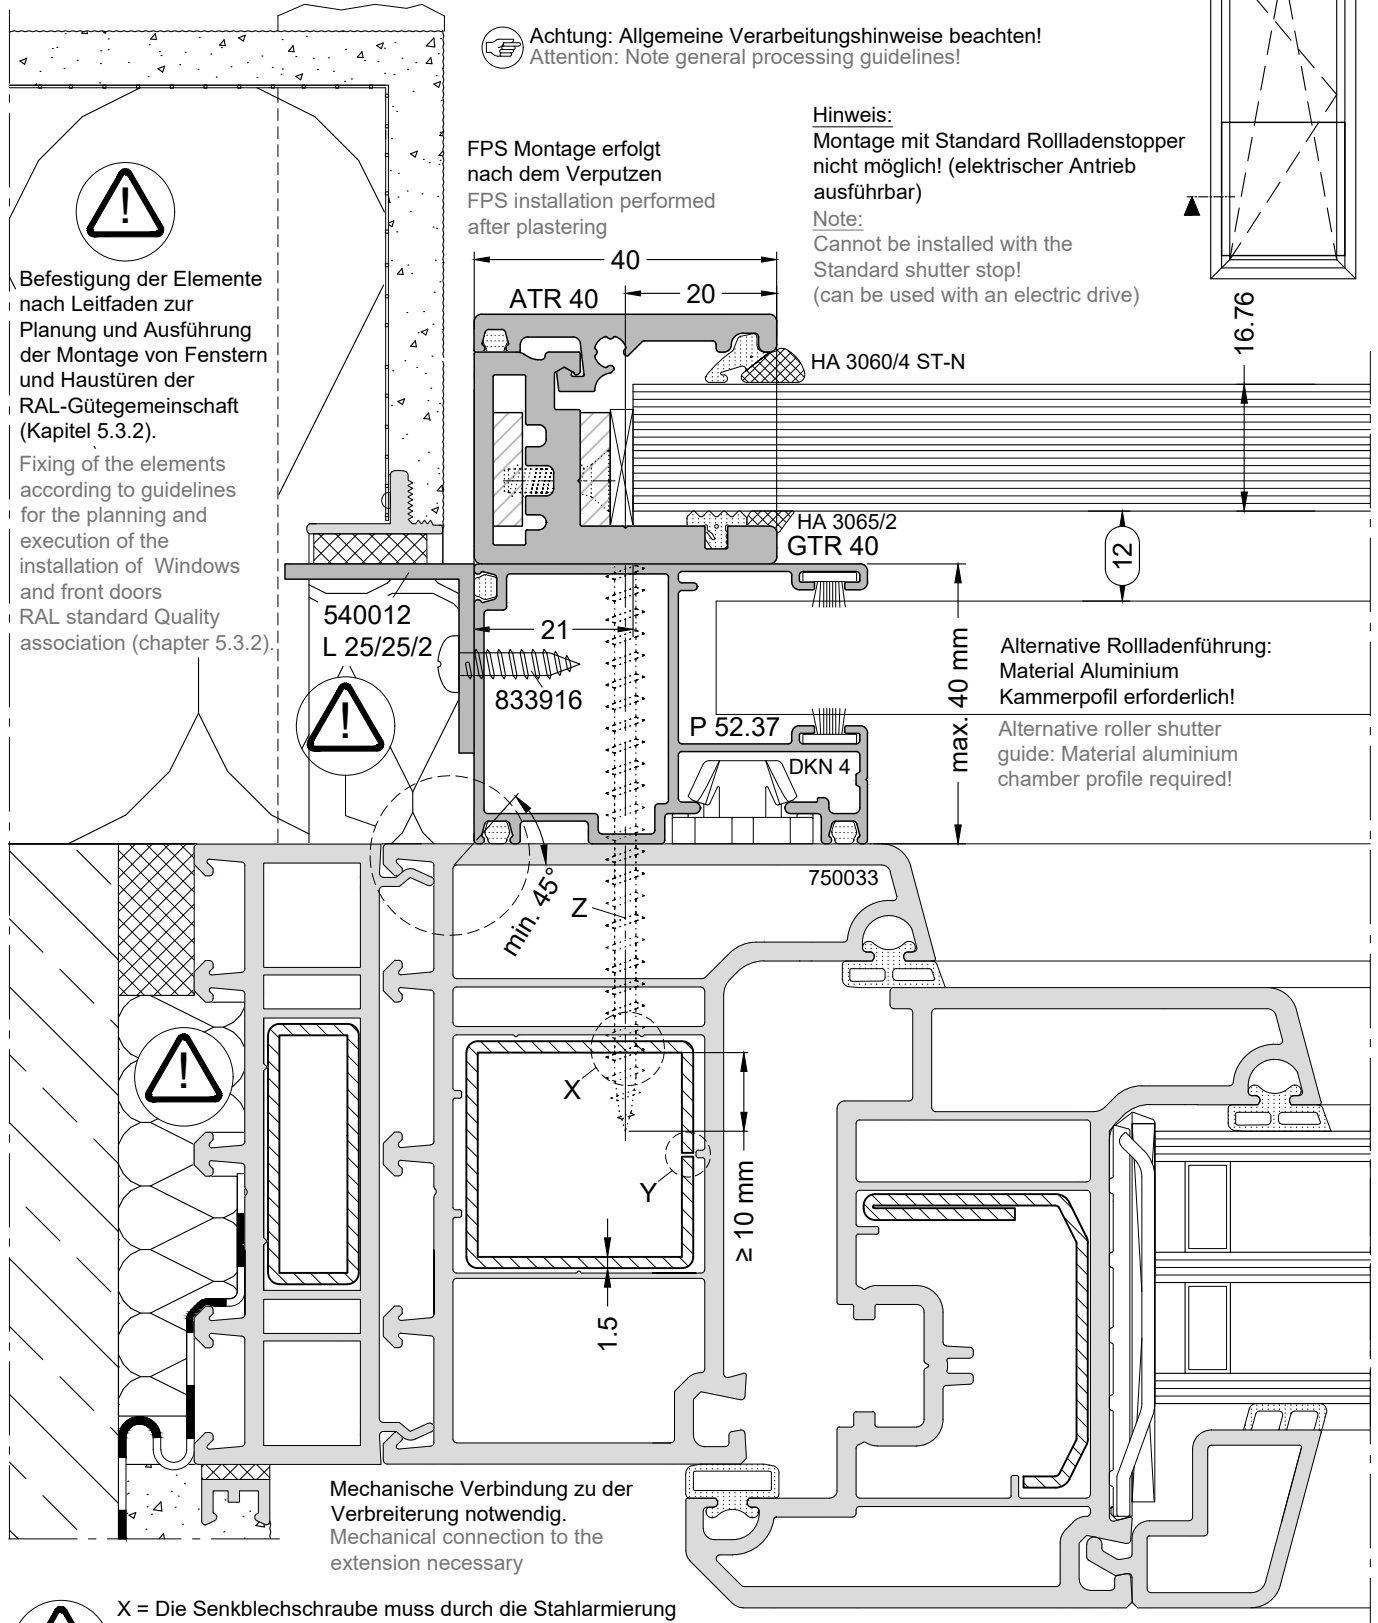 Achtung: Allgemeine Verarbeitungshinweise beachten!
Attention: Note general processing guidelines!
Hinweis:
Montage mit Standard Rollladenstopper
nicht möglich! (elektrischer Antrieb
ausführbar)
Note:
Cannot be installed with the
Standard shutter stop!
(can be used with an electric drive)
FPS Montage erfolgt
nach dem Verputzen
FPS installation performed
after plastering
!
Befestigung der Elemente
nach Leitfaden zur
Planung und Ausführung
der Montage von Fenstern
und Haustüren der
RAL-Gütegemeinschaft
(Kapitel 5.3.2).
Fixing of the elements
according to guidelines
for the planning and
execution of the
installation of Windows
and front doors
RAL standard Quality
association (chapter 5.3.2).
40
20
ATR 40
16.76
HA 3060/4 ST-N
HA 3065/2
GTR 40
12
540012
L 25/25/2
21
833916
!
P 52.37
DKN 4
max. 40 mm
Alternative Rollladenführung:
Material Aluminium
Kammerpofil erforderlich!
Alternative roller shutter
guide: Material aluminium
chamber profile required!
750033
min. 45°
Z
!
X
Y
≥ 10 mm
1.5
Mechanische Verbindung zu der
Verbreiterung notwendig.
Mechanical connection to the
extension necessary
X = Die Senkblechschraube muss durch die Stahlarmierung